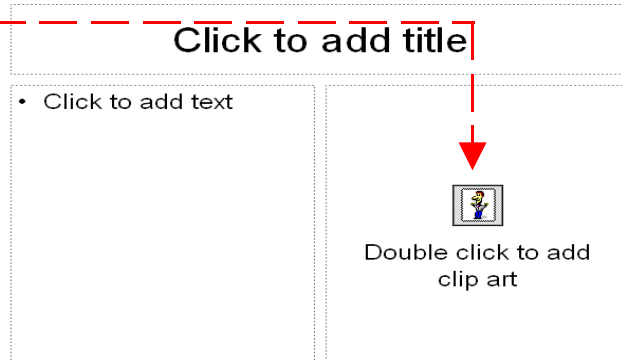 Click to add title
• Click to add text
Double click to add
clip art